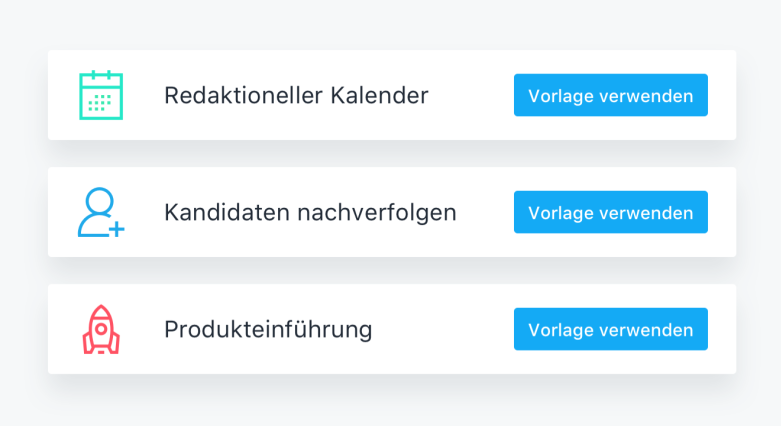 Redaktioneller Kalender
Vorlage verwenden
Kandidaten nachverfolgen
Vorlage verwenden
Produkteinführung
Vorlage verwenden